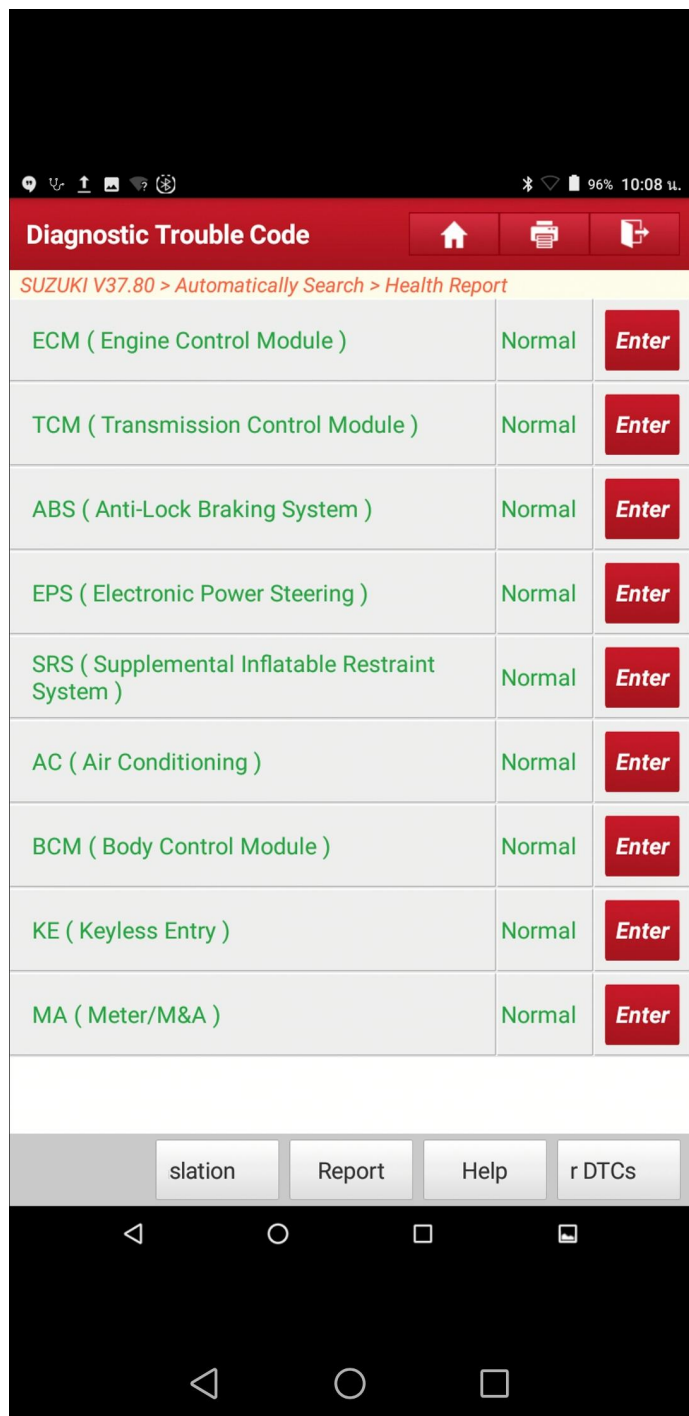 96% 10:08 น.
Diagnostic Trouble Code
SUZUKI V37.80 > Automatically Search > Health Report
ECM ( Engine Control Module ) Normal Enter
TCM ( Transmission Control Module ) Normal Enter
ABS ( Anti-Lock Braking System ) Normal Enter
EPS ( Electronic Power Steering ) Normal Enter
SRS ( Supplemental Inflatable Restraint
System ) Normal Enter
AC ( Air Conditioning ) Normal Enter
BCM ( Body Control Module ) Normal Enter
KE ( Keyless Entry ) Normal Enter
MA ( Meter/M&A ) Normal Enter
slation Report Help r DTCs